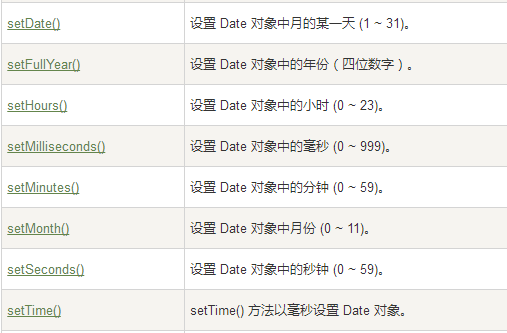 setDate() 设置 Date 对象中月的某一天 (1 ~ 31)。
setFullYear() 设置 Date 对象中的年份（四位数字）。
setHours() 设置 Date 对象中的小时 (0 ~ 23)。
setMilliseconds() 设置 Date 对象中的毫秒 (0 ~ 999)。
setMinutes() 设置 Date 对象中的分钟 (0 ~ 59)。
setMonth() 设置 Date 对象中月份 (0 ~ 11)。
setSeconds() 设置 Date 对象中的秒钟 (0 ~ 59)。
setTime() setTime() 方法以毫秒设置 Date 对象。